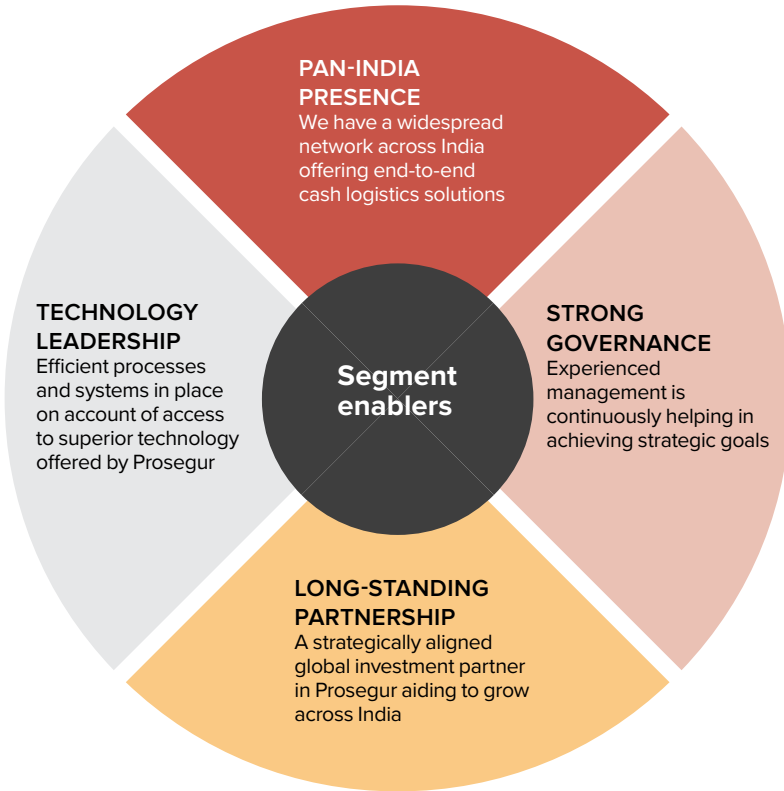 PAN-INDIA
PRESENCE
We have a widespread
network across India
offering end-to-end
cash logistics solutions
TECHNOLOGY
LEADERSHIP
Efficient processes
and systems in place
on account of access
to superior technology
offered by Prosegur
Segment
enablers
STRONG
GOVERNANCE
Experienced
management is
continuously helping in
achieving strategic goals
LONG-STANDING
PARTNERSHIP
A strategically aligned
global investment partner
in Prosegur aiding to grow
across India